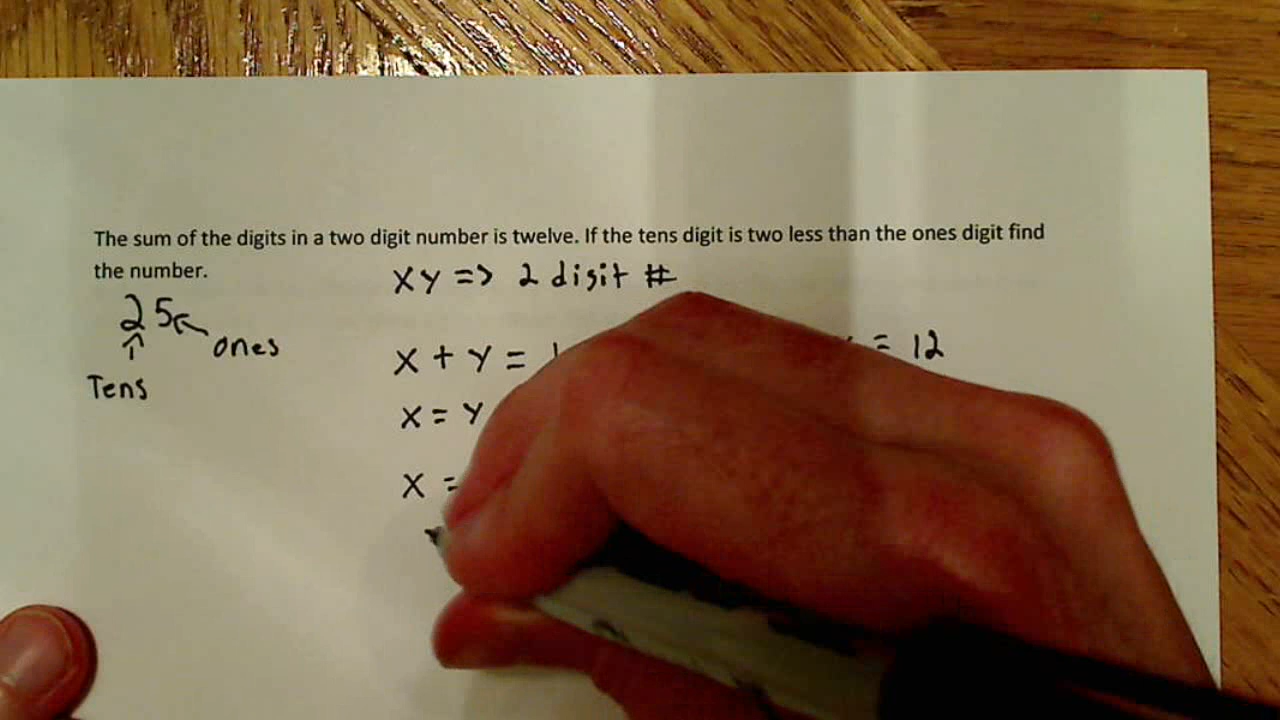 The sum of the digits in a two digit number is twelve. If the tens digit is two less than the ones digit find
the number.
XY => 2 digit #
25
ones
Tens
X + Y =
= 12
X = Y
X =